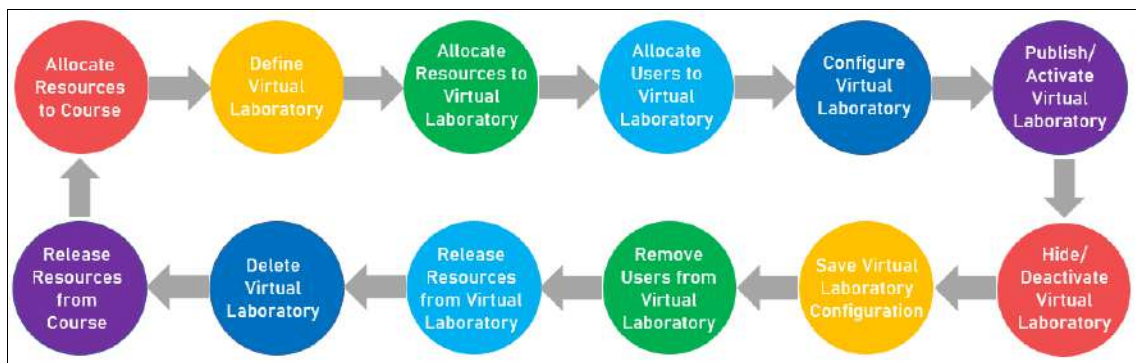 Allocate
Resources
to Course
Define
Virtual
Laboratory
Allocate
Resources to
Virtual
Laboratory
Allocate
Users to
Virtual
Laboratory
Configure
Virtual
Laboratory
Publish/
Activate
Virtual
Laboratory
Hide/
Deactivate
Virtual
Laboratory
Save Virtual
Laboratory
Configuration
Remove
Users from
Virtual
Laboratory
Release
Resources
from Virtual
Laboratory
Delete
Virtual
Laboratory
Release
Resources
from
Course